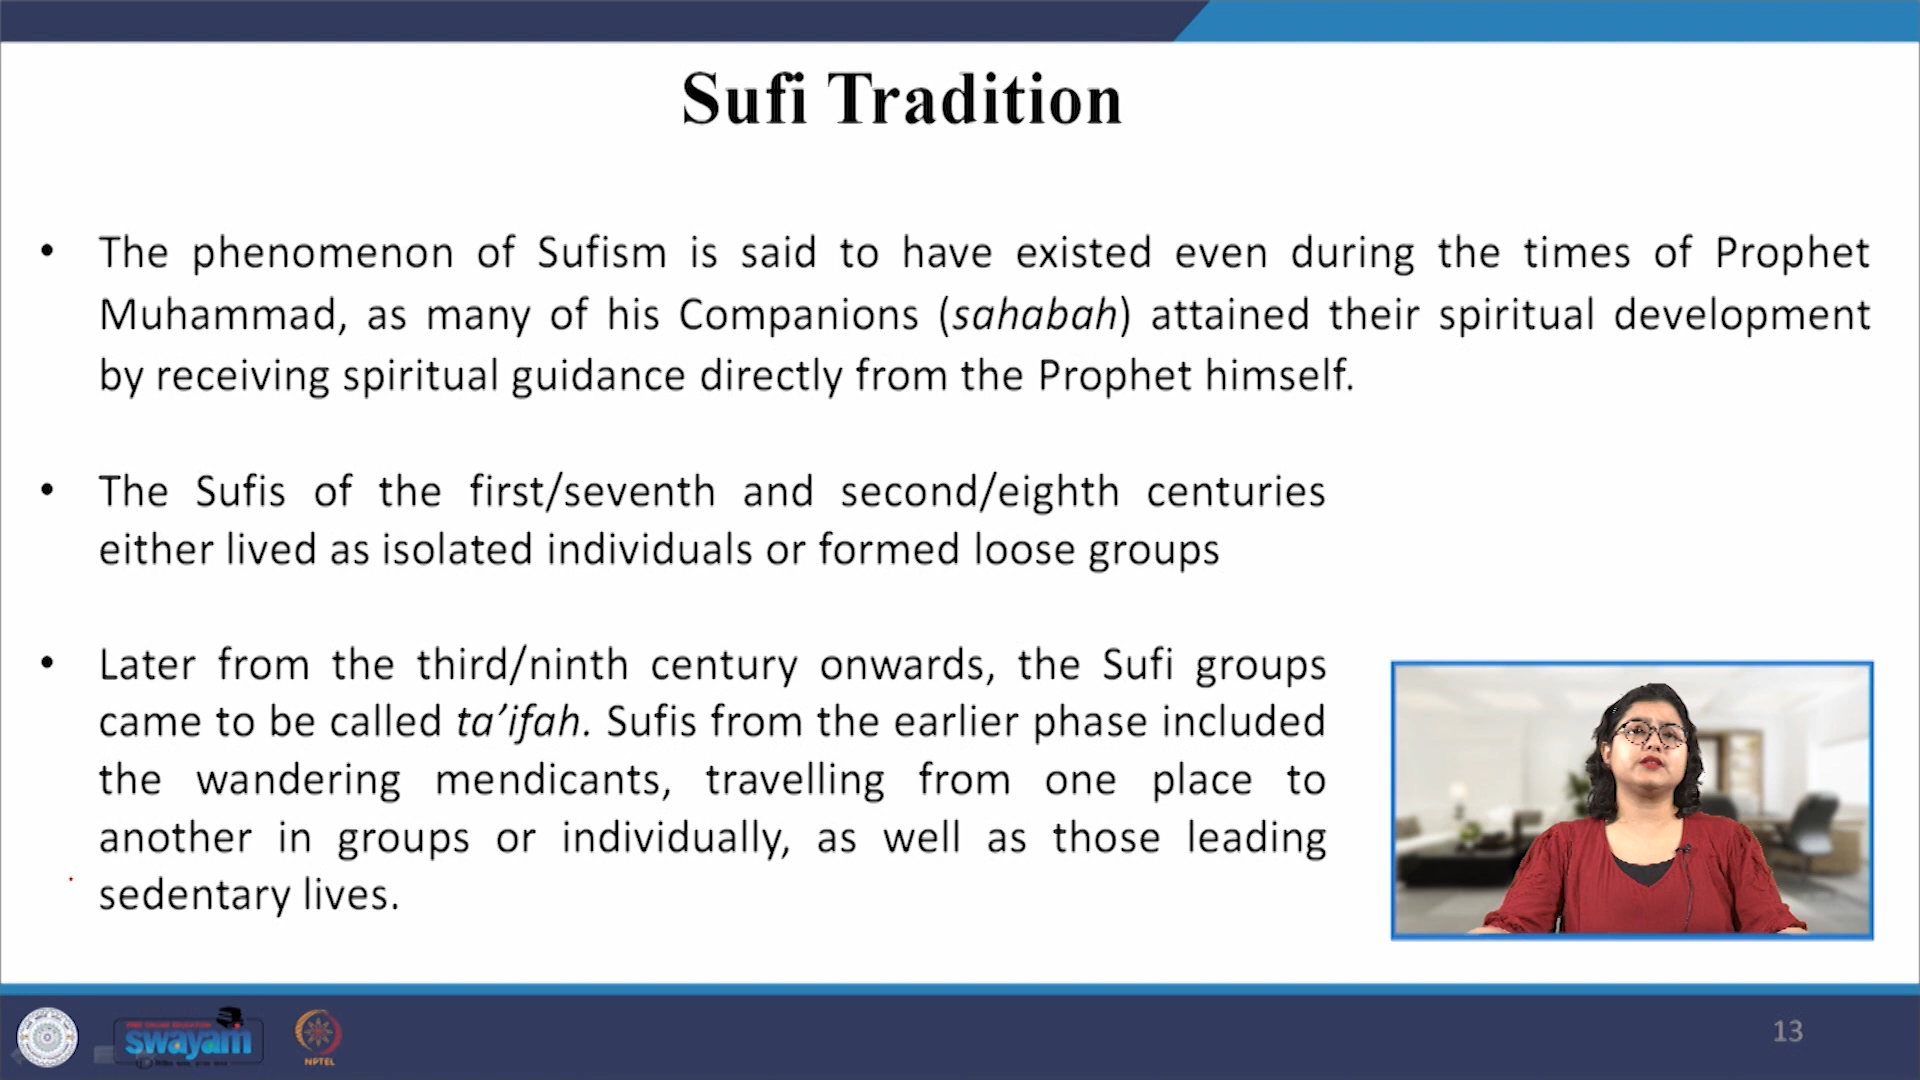 Sufi Tradition
• The phenomenon of Sufism is said to have existed even during the times of Prophet
Muhammad, as many of his Companions (sahabah) attained their spiritual development
by receiving spiritual guidance directly from the Prophet himself.
• The Sufis of the first/seventh and second/eighth centuries
either lived as isolated individuals or formed loose groups
• Later from the third/ninth century onwards, the Sufi groups
came to be called ta’ifah. Sufis from the earlier phase included
the wandering mendicants, travelling from one place to
another in groups or individually, as well as those leading
sedentary lives.
FREE ONLINE EDUCATION
swayam
NPTEL
13